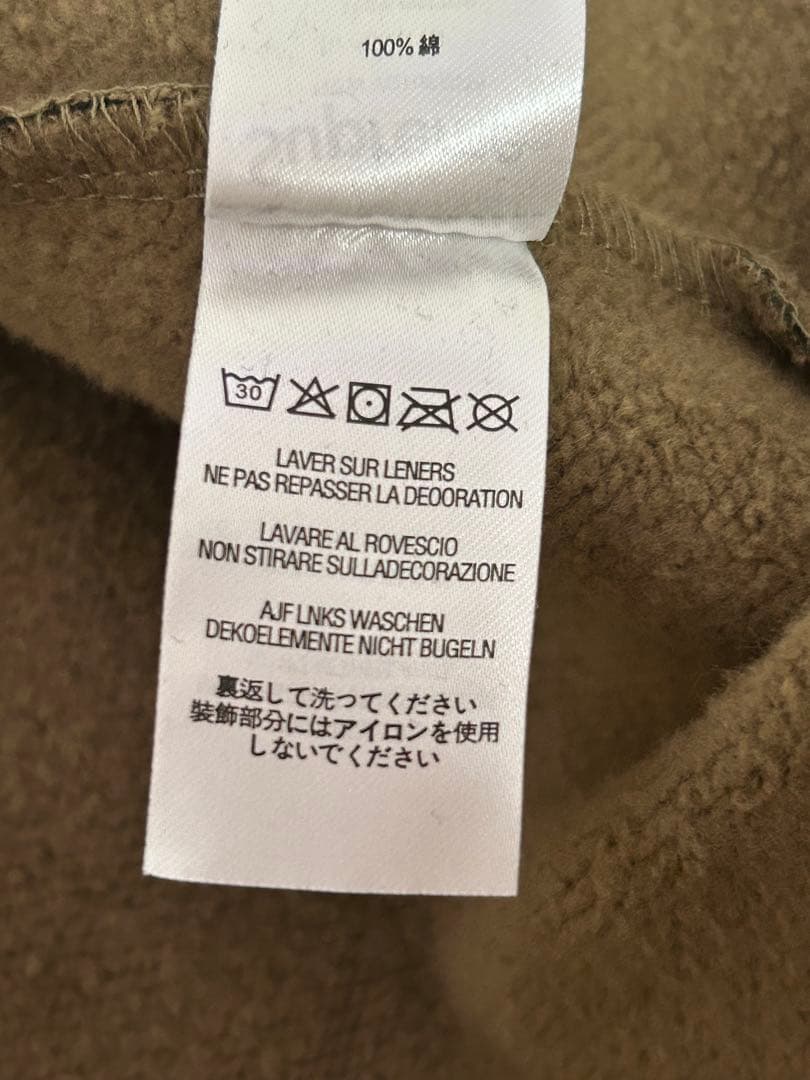 100% 綿
30
LAVER SUR LENERS
NE PAS REPASSER LA DEOORATION
LAVARE AL ROVESCIO
NON STIRARE SULLADECORAZIONE
AJF LNKS WASCHEN
DEKOELEMENTE NICHT BUGELN
裏返して洗ってください
装飾部分にはアイロンを使用
しないでください